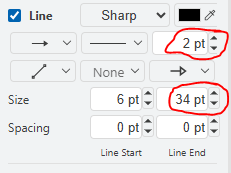 Line Sharp
2 pt
None
Size 6 pt 34 pt
Spacing 0 pt 0 pt
Line Start Line End